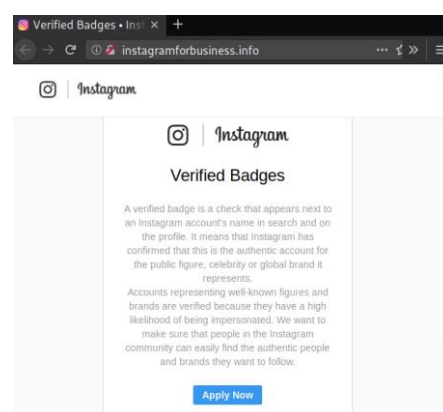 Verified Badges • Ins
instagramforbusiness.info
Instagram
Instagram
Verified Badges
A verified badge is a check that appears next to
an Instagram account's name in search and on
the profile. It means that Instagram has
confirmed that this is the authentic account for
the public figure, celebrity or global brand it
represents.
Accounts representing well-known figures and
brands are verified because they have a high
likelihood of being impersonated. We want to
make sure that people in the Instagram
community can easily find the authentic people
and brands they want to follow.
Apply Now